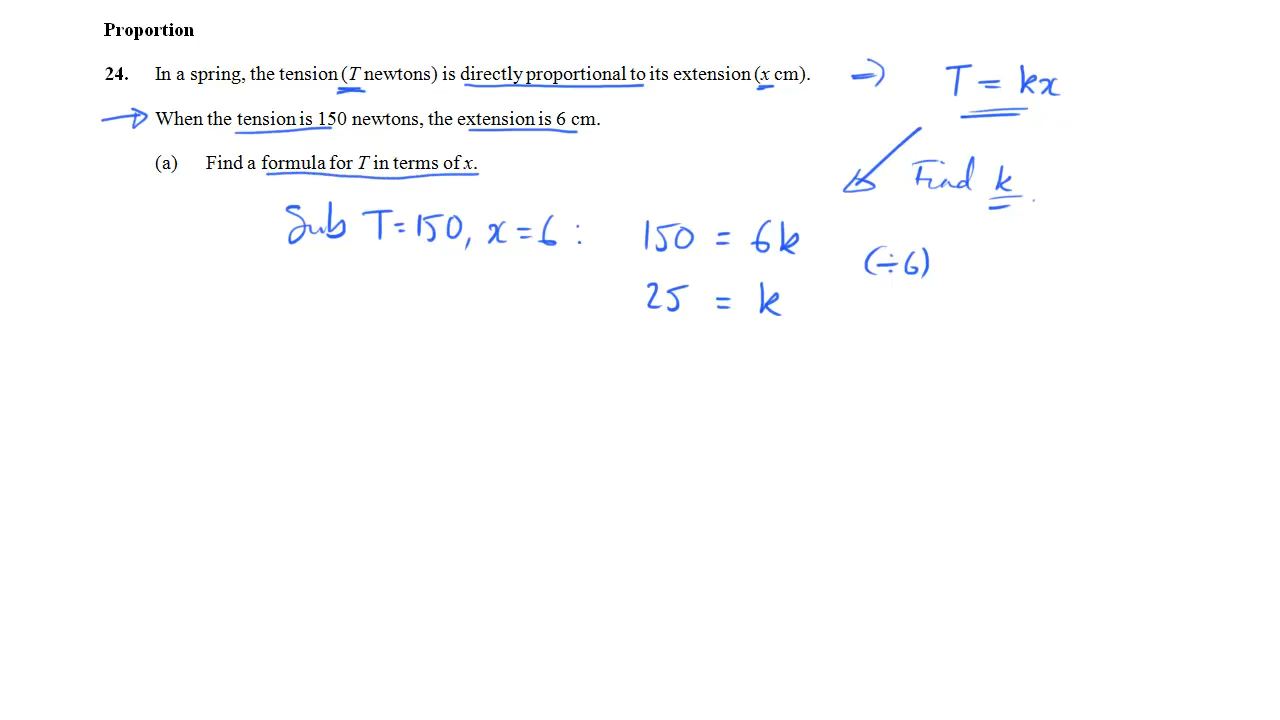 Proportion
24. In a spring, the tension (T newtons) is directly proportional to its extension (x cm). => T = kx
When the tension is 150 newtons, the extension is 6 cm.
(a) Find a formula for T in terms of x. Find k.
Sub T = 150, x = 6 : 150 = 6k (÷6)
25 = k